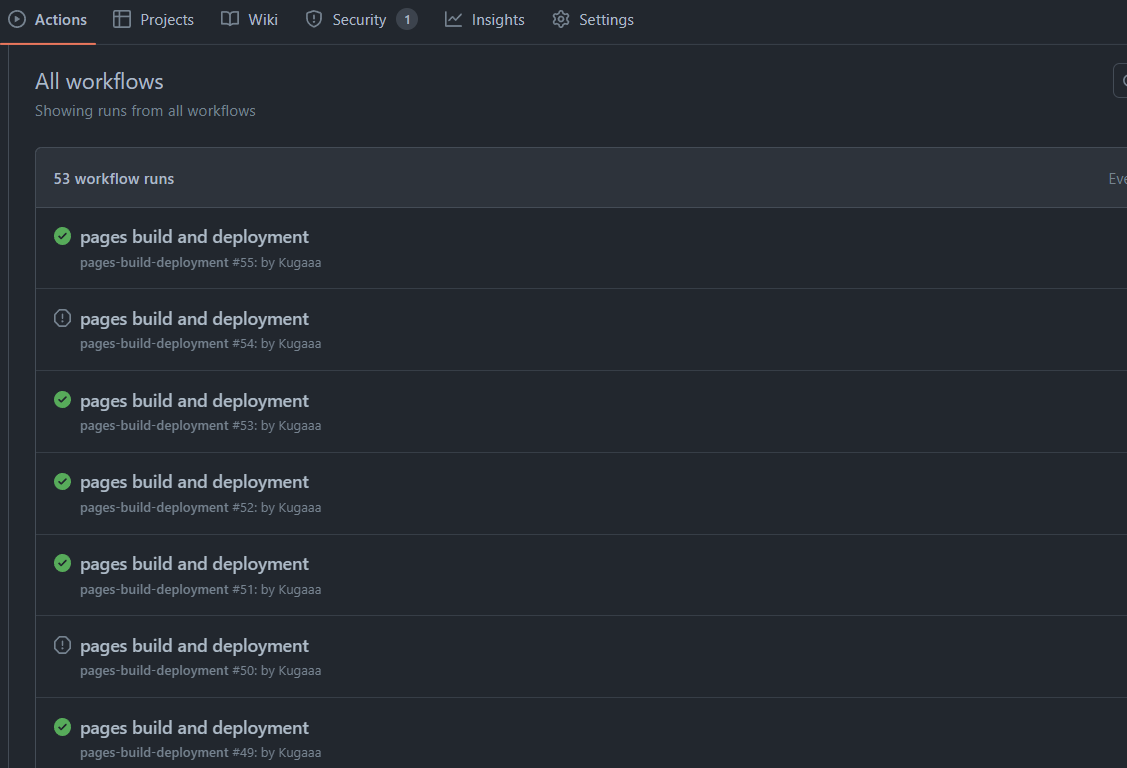 Actions Projects Wiki Security 1 Insights Settings
All workflows
Showing runs from all workflows
53 workflow runs Eve
pages build and deployment
pages-build-deployment #55: by Kugaaa
pages build and deployment
pages-build-deployment #54: by Kugaaa
pages build and deployment
pages-build-deployment #53: by Kugaaa
pages build and deployment
pages-build-deployment #52: by Kugaaa
pages build and deployment
pages-build-deployment #51: by Kugaaa
pages build and deployment
pages-build-deployment #50: by Kugaaa
pages build and deployment
pages-build-deployment #49: by Kugaaa